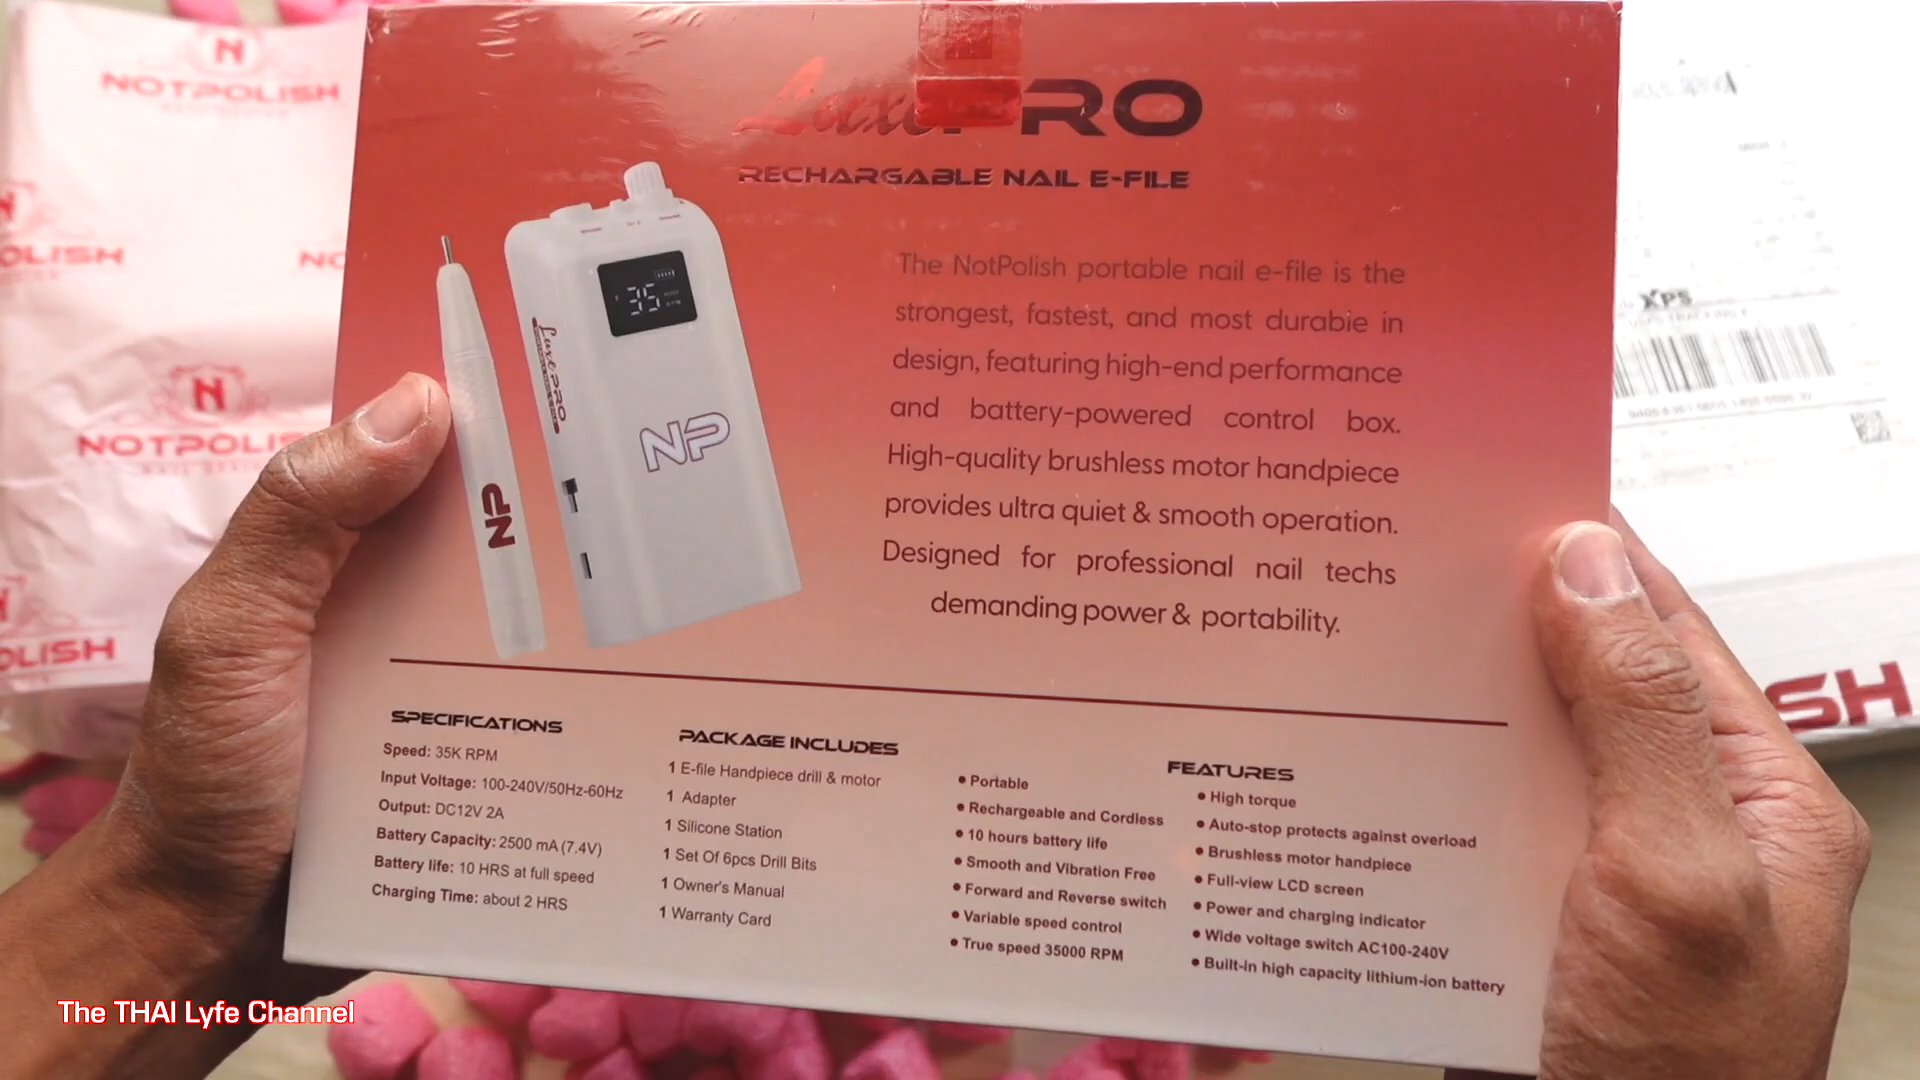 N
NOTPOLISH
OLISH
NO
N
NOTPOLIS
OLISH
LuxePRO
RECHARGABLE NAIL E-FILE
The NotPolish portable nail e-file is the
strongest, fastest, and most durable in
design, featuring high-end performance
and battery-powered control box.
High-quality brushless motor handpiece
provides ultra quiet & smooth operation.
Designed for professional nail techs
demanding power & portability.
35
LuxePRO
NP
NP
SPECIFICATIONS
Speed: 35K RPM
Input Voltage: 100-240V/50Hz-60Hz
Output: DC12V 2A
Battery Capacity: 2500 mA (7.4V)
Battery life: 10 HRS at full speed
Charging Time: about 2 HRS
PACKAGE INCLUDES
1 E-file Handpiece drill & motor
1 Adapter
1 Silicone Station
1 Set Of 6pcs Drill Bits
1 Owner's Manual
1 Warranty Card
FEATURES
• Portable
• Rechargeable and Cordless
• 10 hours battery life
• Smooth and Vibration Free
• Forward and Reverse switch
• Variable speed control
• True speed 35000 RPM
• High torque
• Auto-stop protects against overload
• Brushless motor handpiece
• Full-view LCD screen
• Power and charging indicator
• Wide voltage switch AC100-240V
• Built-in high capacity lithium-ion battery
XPS
SH
The THAI Lyfe Channel